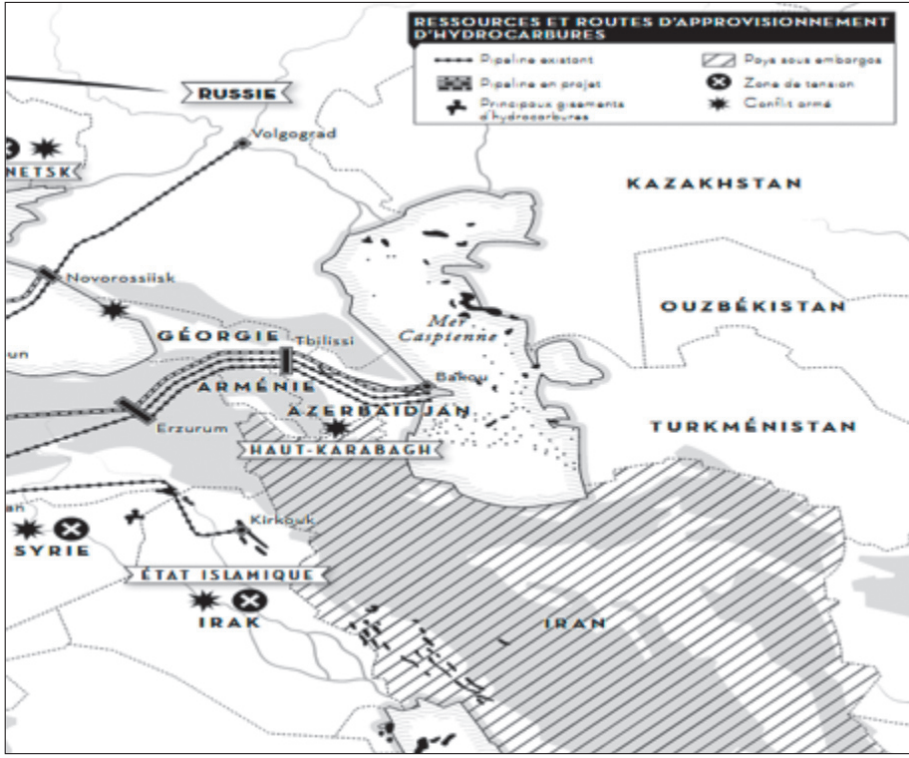 RESSOURCES ET ROUTES D'APPROVISIONNEMENT
D'HYDROCARBURES
Pipeline existant
Pays sous embargos
Pipeline en projet
Zone de tension
Principaux gisements
d'hydrocarbures
Conflit armé
RUSSIE
Volgograd
NETSK
KAZAKHSTAN
Novorossiisk
OUZBÉKISTAN
Mer
Caspienne
GÉORGIE
Tbilissi
un
ARMÉNIE
Bakou
AZERBAÏDJAN
Erzurum
TURKMÉNISTAN
HAUT-KARABAGH
an
Kirkouk
SYRIE
ÉTAT ISLAMIQUE
IRAK
IRAN